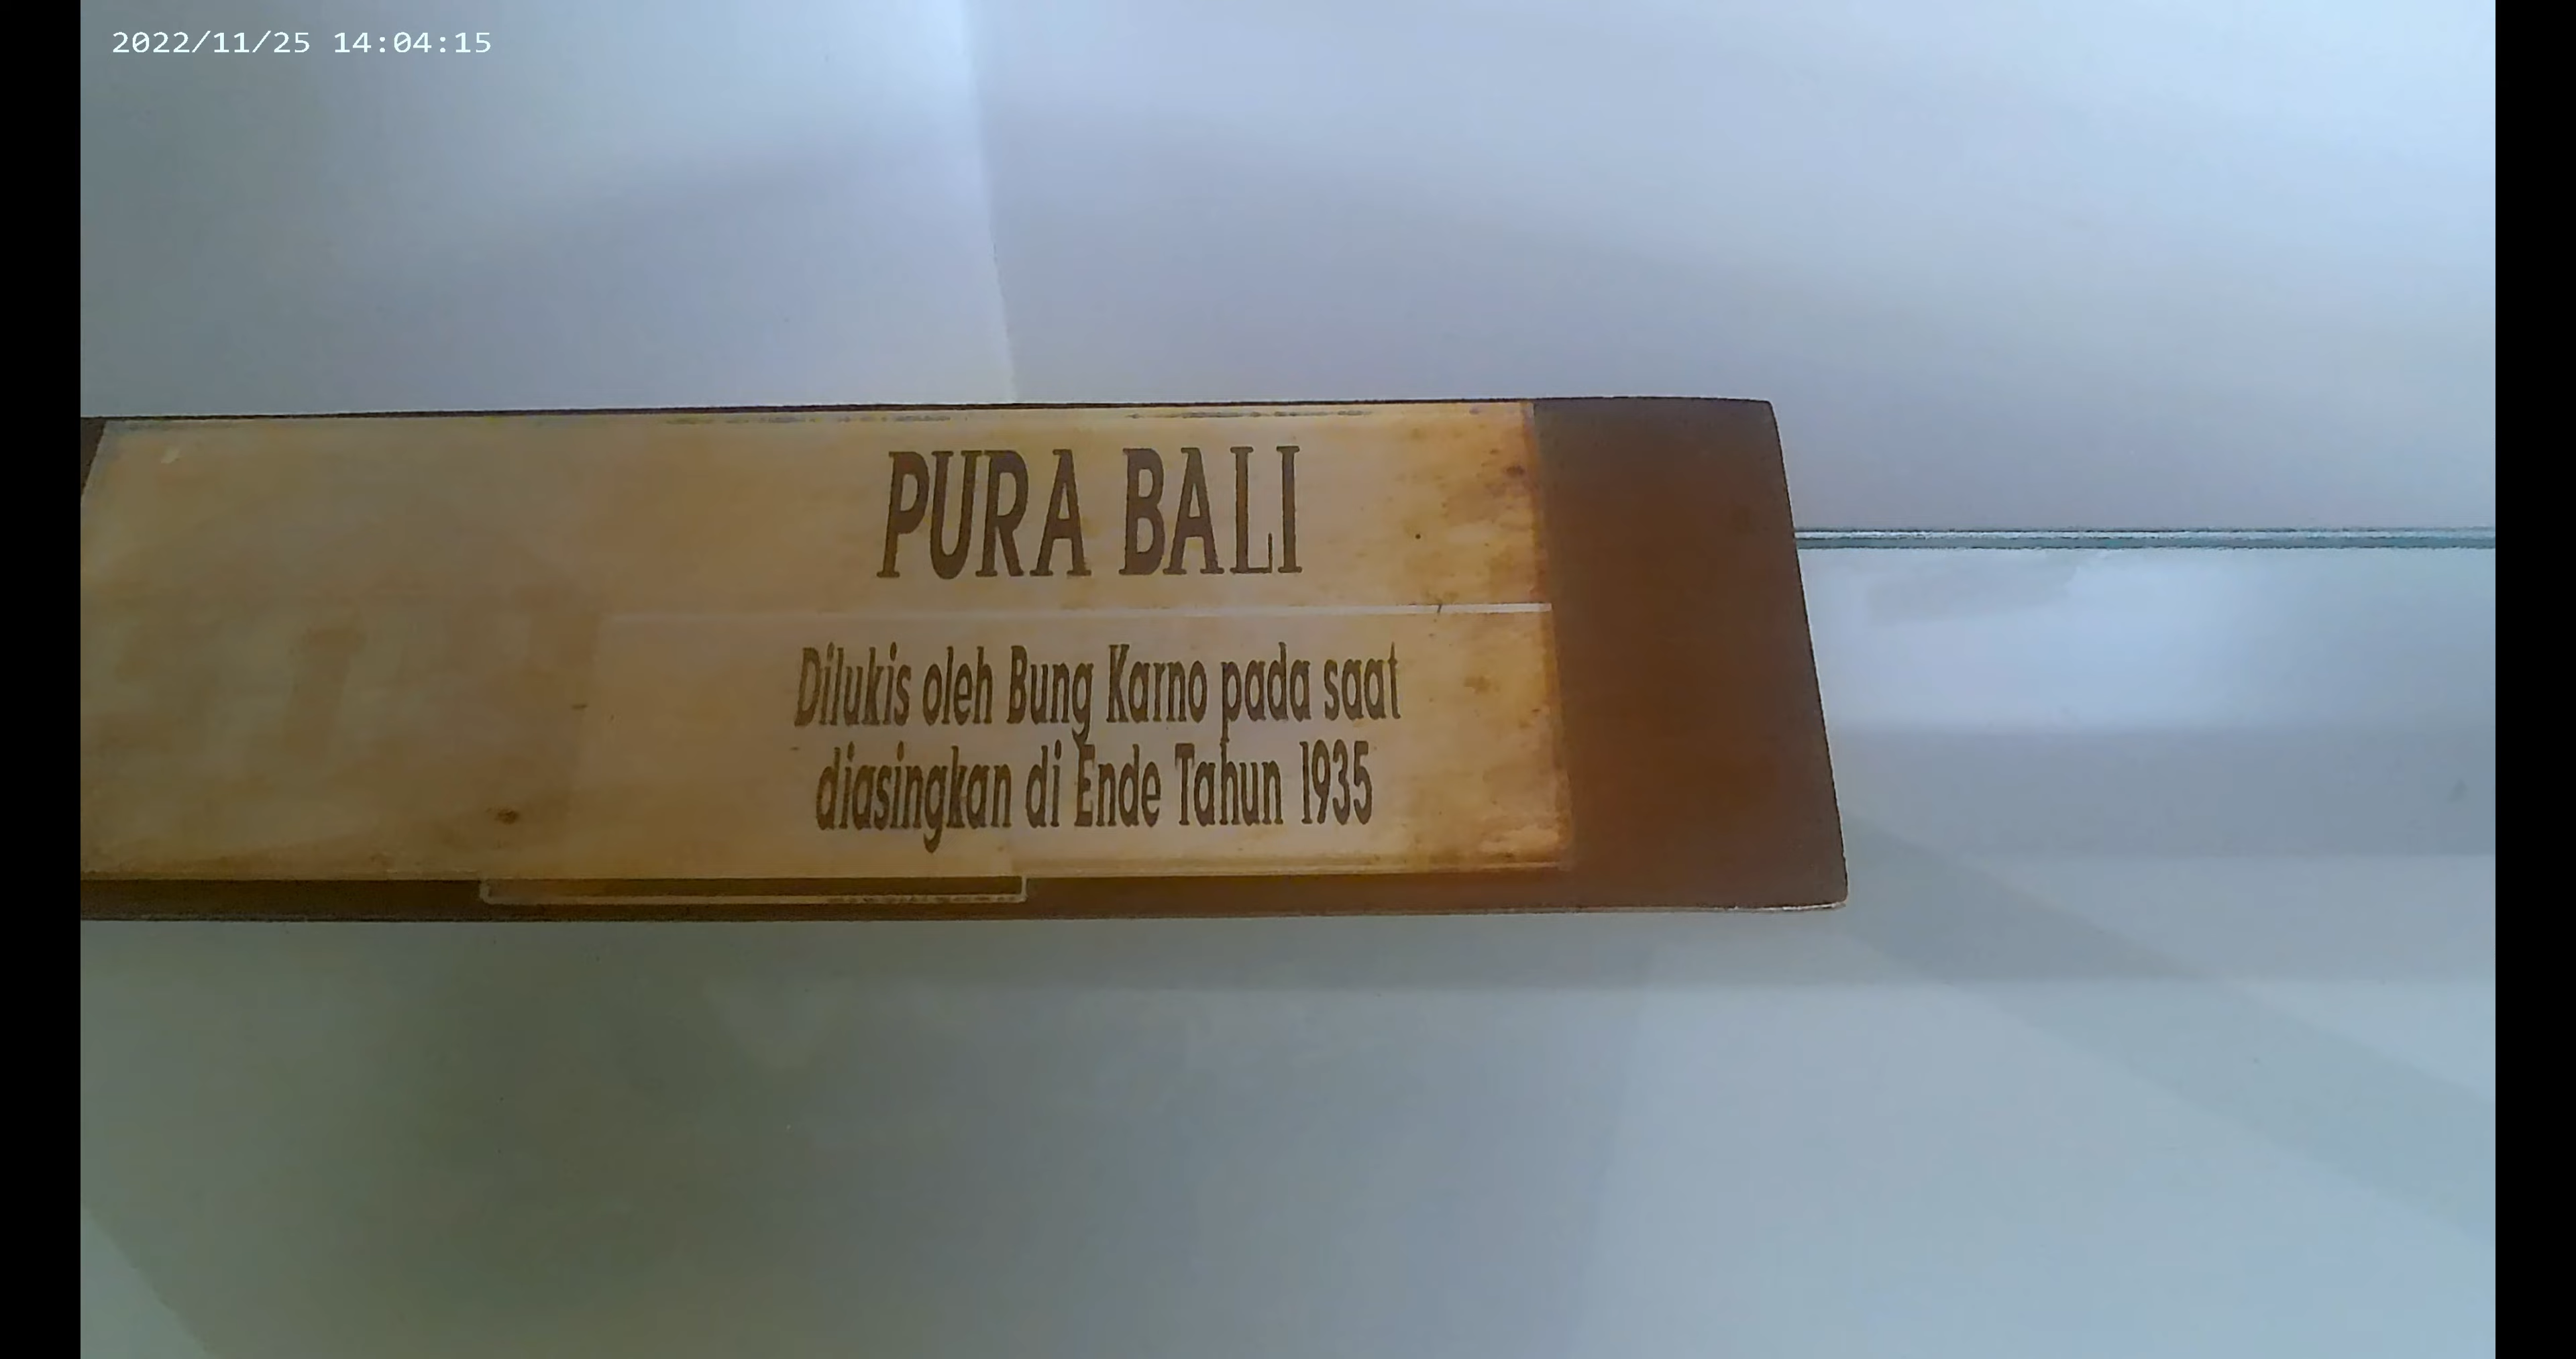 2022/11/25 14:04:15
PURA BALI
Dilukis oleh Bung Karno pada saat
diasingkan di Ende Tahun 1935